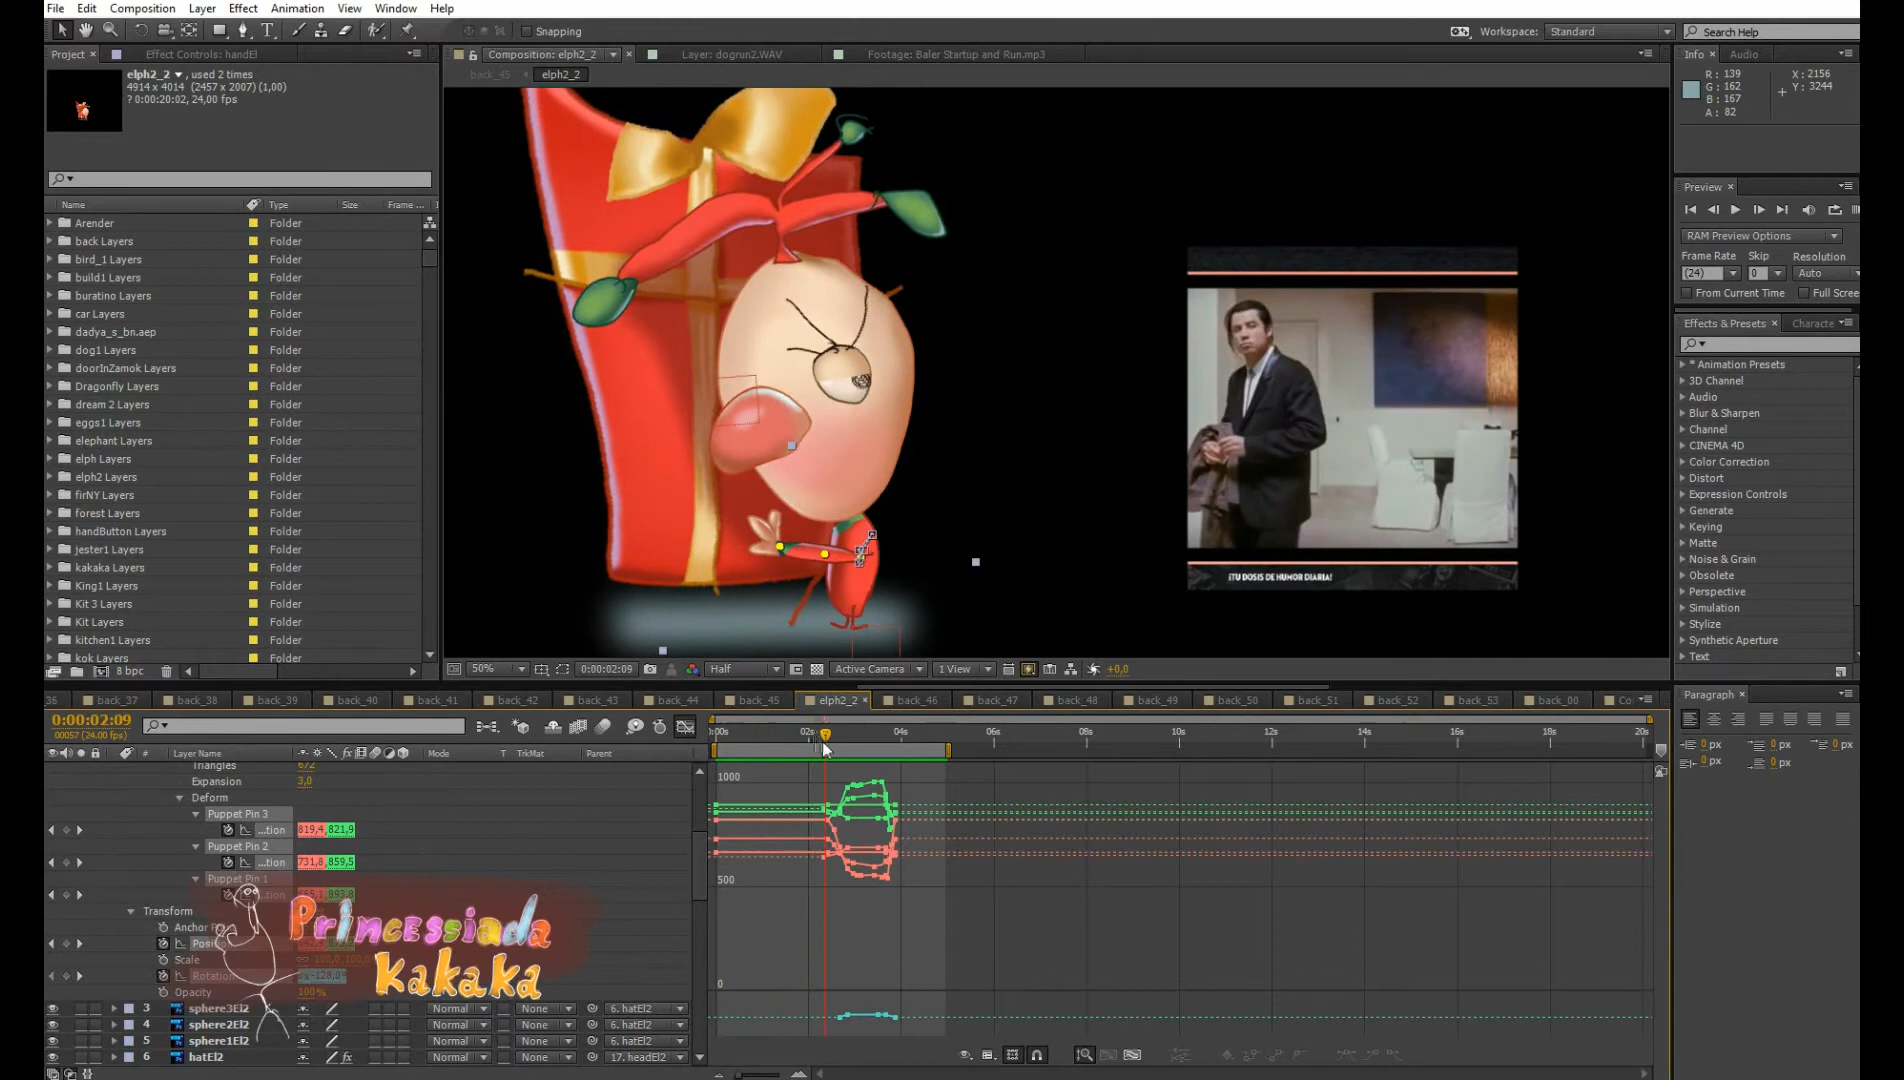 File Edit Composition Layer Effect Animation View Window Help
Snapping
Workspace: Standard
Search Help
Project × Effect Controls: handEl
Composition: elph2_2 Layer: dogrun2.WAV Footage: Baler Startup and Run.mp3
back_45 elph2_2
elph2_2 , used 2 times
4914 x 4014 (2457 x 2007) (1,00)
? 0:00:20:02, 24,00 fps
Name Type Size Frame ...
Arender Folder
back Layers Folder
bird_1 Layers Folder
build1 Layers Folder
buratino Layers Folder
car Layers Folder
dadya_s_bn.aep Folder
dog1 Layers Folder
doorInZamok Layers Folder
Dragonfly Layers Folder
dream 2 Layers Folder
eggs1 Layers Folder
elephant Layers Folder
elph Layers Folder
elph2 Layers Folder
firNY Layers Folder
forest Layers Folder
handButton Layers Folder
jester1 Layers Folder
kakaka Layers Folder
King1 Layers Folder
Kit 3 Layers Folder
Kit Layers Folder
kitchen1 Layers Folder
kok Layers Folder
8 bpc
¡TU DOSIS DE HUMOR DIARIA!
50% 0:00:02:09 Half Active Camera 1 View +0,0
Info × Audio
R: 139 X: 2156
G: 162 Y: 3244
B: 167
A: 82
Preview ×
RAM Preview Options
Frame Rate Skip Resolution
(24) 0 Auto
From Current Time Full Scree
Effects & Presets × Characte
* Animation Presets
3D Channel
Audio
Blur & Sharpen
Channel
CINEMA 4D
Color Correction
Distort
Expression Controls
Generate
Keying
Matte
Noise & Grain
Obsolete
Perspective
Simulation
Stylize
Synthetic Aperture
Text
Paragraph ×
0 px 0 px 0 px
0 px 0 px
36 back_37 back_38 back_39 back_40 back_41 back_42 back_43 back_44 back_45 elph2_2 × back_46 back_47 back_48 back_49 back_50 back_51 back_52 back_53 back_00 Co
0:00:02:09
00057 (24.00 fps)
# Layer Name Mode T TrkMat Parent
):00s 02s 04s 06s 08s 10s 12s 14s 16s 18s 20s
Triangles 672
Expansion 3,0
Deform
Puppet Pin 3
...tion 819,4,821,9
Puppet Pin 2
...tion 731,8,859,5
Puppet Pin 1
Transform
Anchor
Scale
Rotation
Opacity 100%
Princessiada
Kakaka
3 sphere3El2 Normal None 6. hatEl2
4 sphere2El2 Normal None 6. hatEl2
5 sphere1El2 Normal None 6. hatEl2
6 hatEl2 Normal None 17. headEl2
1000
500
0